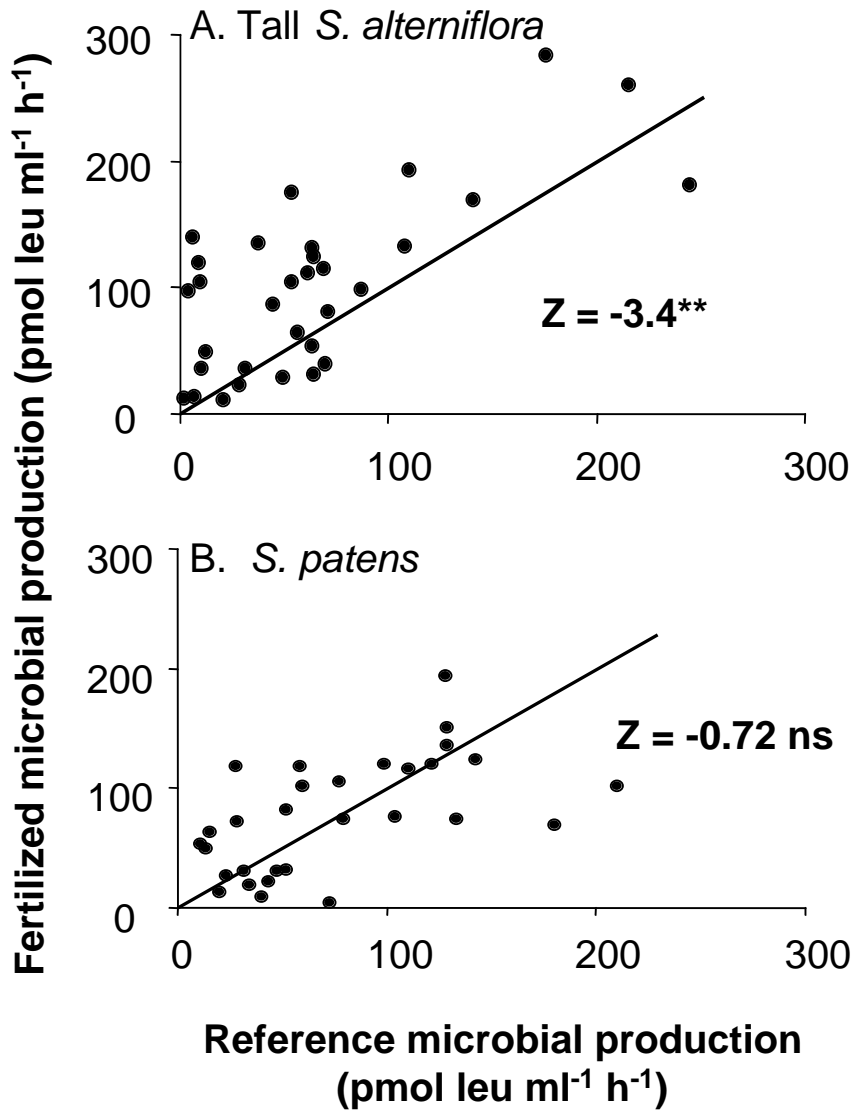 Fertilized microbial production (pmol leu ml-1 h-1)
A. Tall S. alterniflora
300
200
100
0
Z = -3.4**
0 100 200 300
B. S. patens
300
200
100
0
Z = -0.72 ns
0 100 200 300
Reference microbial production
(pmol leu ml-1 h-1)